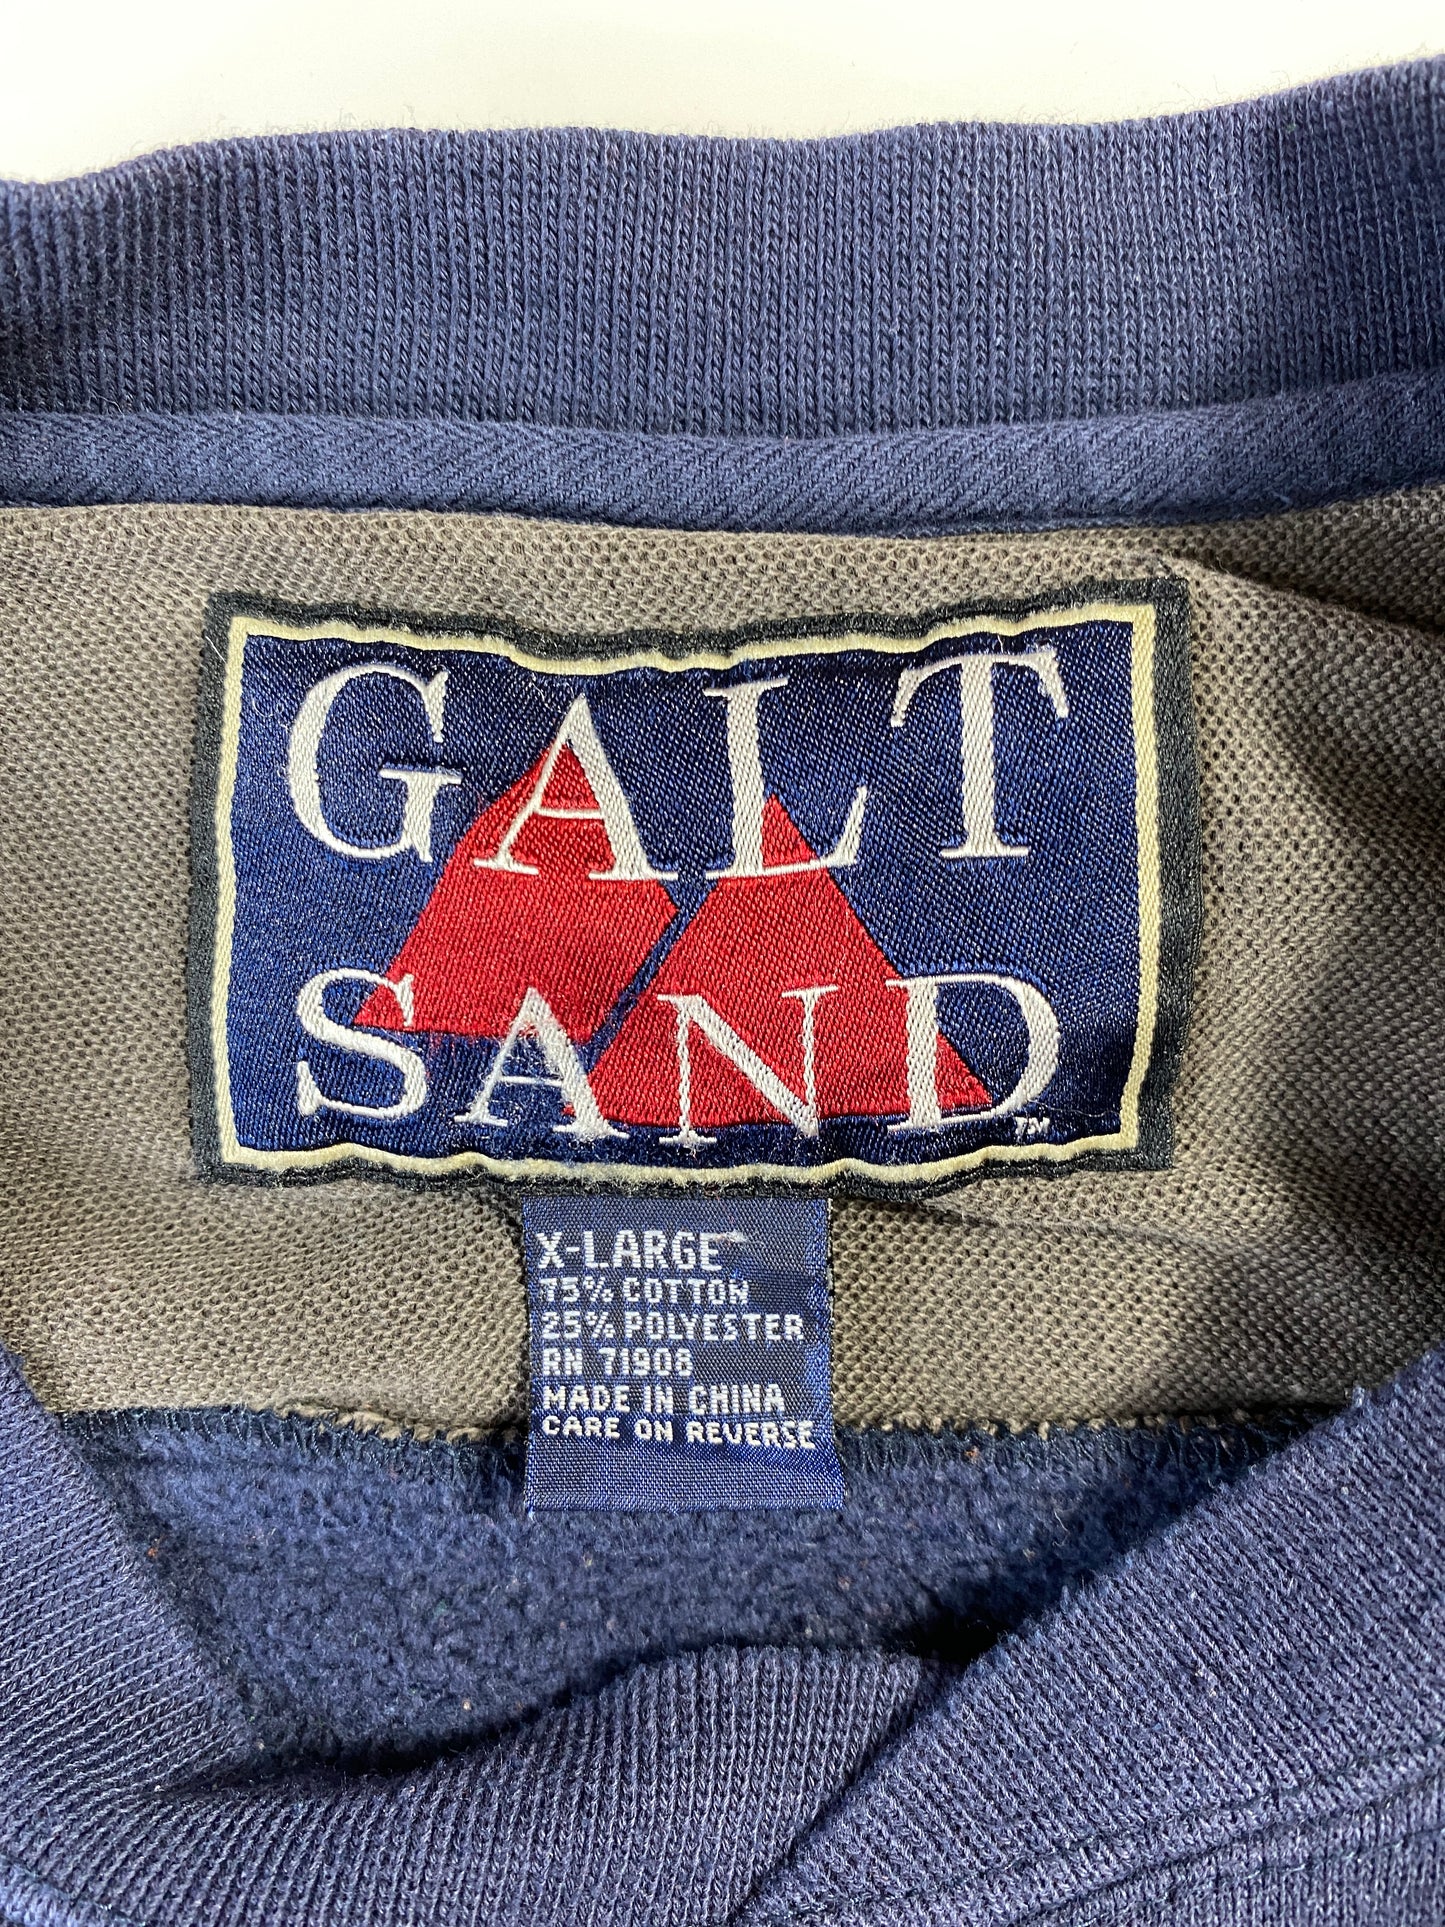 GALT
SAND
TM
X-LARGE
75% COTTON
25% POLYESTER
RN 71908
MADE IN CHINA
CARE ON REVERSE